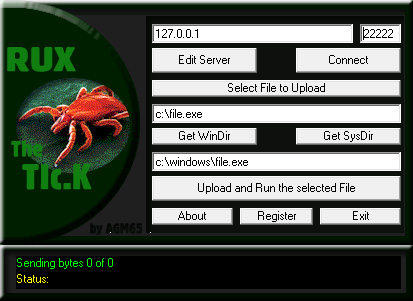 RUX
The
TIc.K
by AGM65
127.0.0.1
22222
Edit Server
Connect
Select File to Upload
c:\file.exe
Get WinDir
Get SysDir
c:\windows\file.exe
Upload and Run the selected File
About
Register
Exit
Sending bytes 0 of 0
Status: